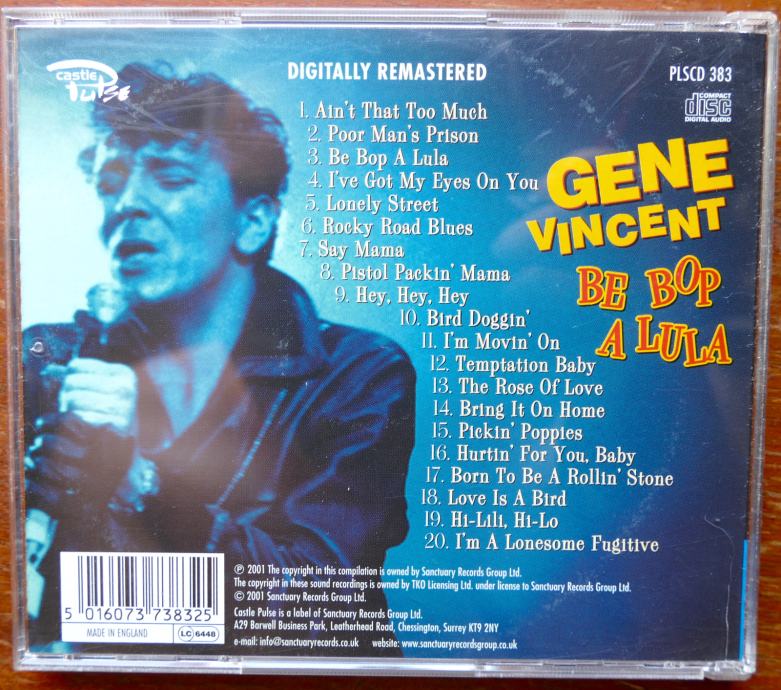 castle
PULSE
DIGITALLY REMASTERED
PLSCD 383
COMPACT
disc
DIGITAL AUDIO
GENE
VINCENT
BE BOP
A LULA
1. Ain't That Too Much
2. Poor Man's Prison
3. Be Bop A Lula
4. I've Got My Eyes On You
5. Lonely Street
6. Rocky Road Blues
7. Say Mama
8. Pistol Packin' Mama
9. Hey, Hey, Hey
10. Bird Doggin'
11. I'm Movin' On
12. Temptation Baby
13. The Rose Of Love
14. Bring It On Home
15. Pickin' Poppies
16. Hurtin' For You, Baby
17. Born To Be A Rollin' Stone
18. Love Is A Bird
19. Hi-Lili, Hi-Lo
20. I'm A Lonesome Fugitive
5 016073 738325
MADE IN ENGLAND
LC 6448
℗ 2001 The copyright in this compilation is owned by Sanctuary Records Group Ltd.
The copyright in these sound recordings is owned by TKO Licensing Ltd. under license to Sanctuary Records Group Ltd.
© 2001 Sanctuary Records Group Ltd.
Castle Pulse is a label of Sanctuary Records Group Ltd.
A29 Barwell Business Park, Leatherhead Road, Chessington, Surrey KT9 2NY
e-mail: info@sanctuaryrecords.co.uk website: www.sanctuaryrecordsgroup.co.uk